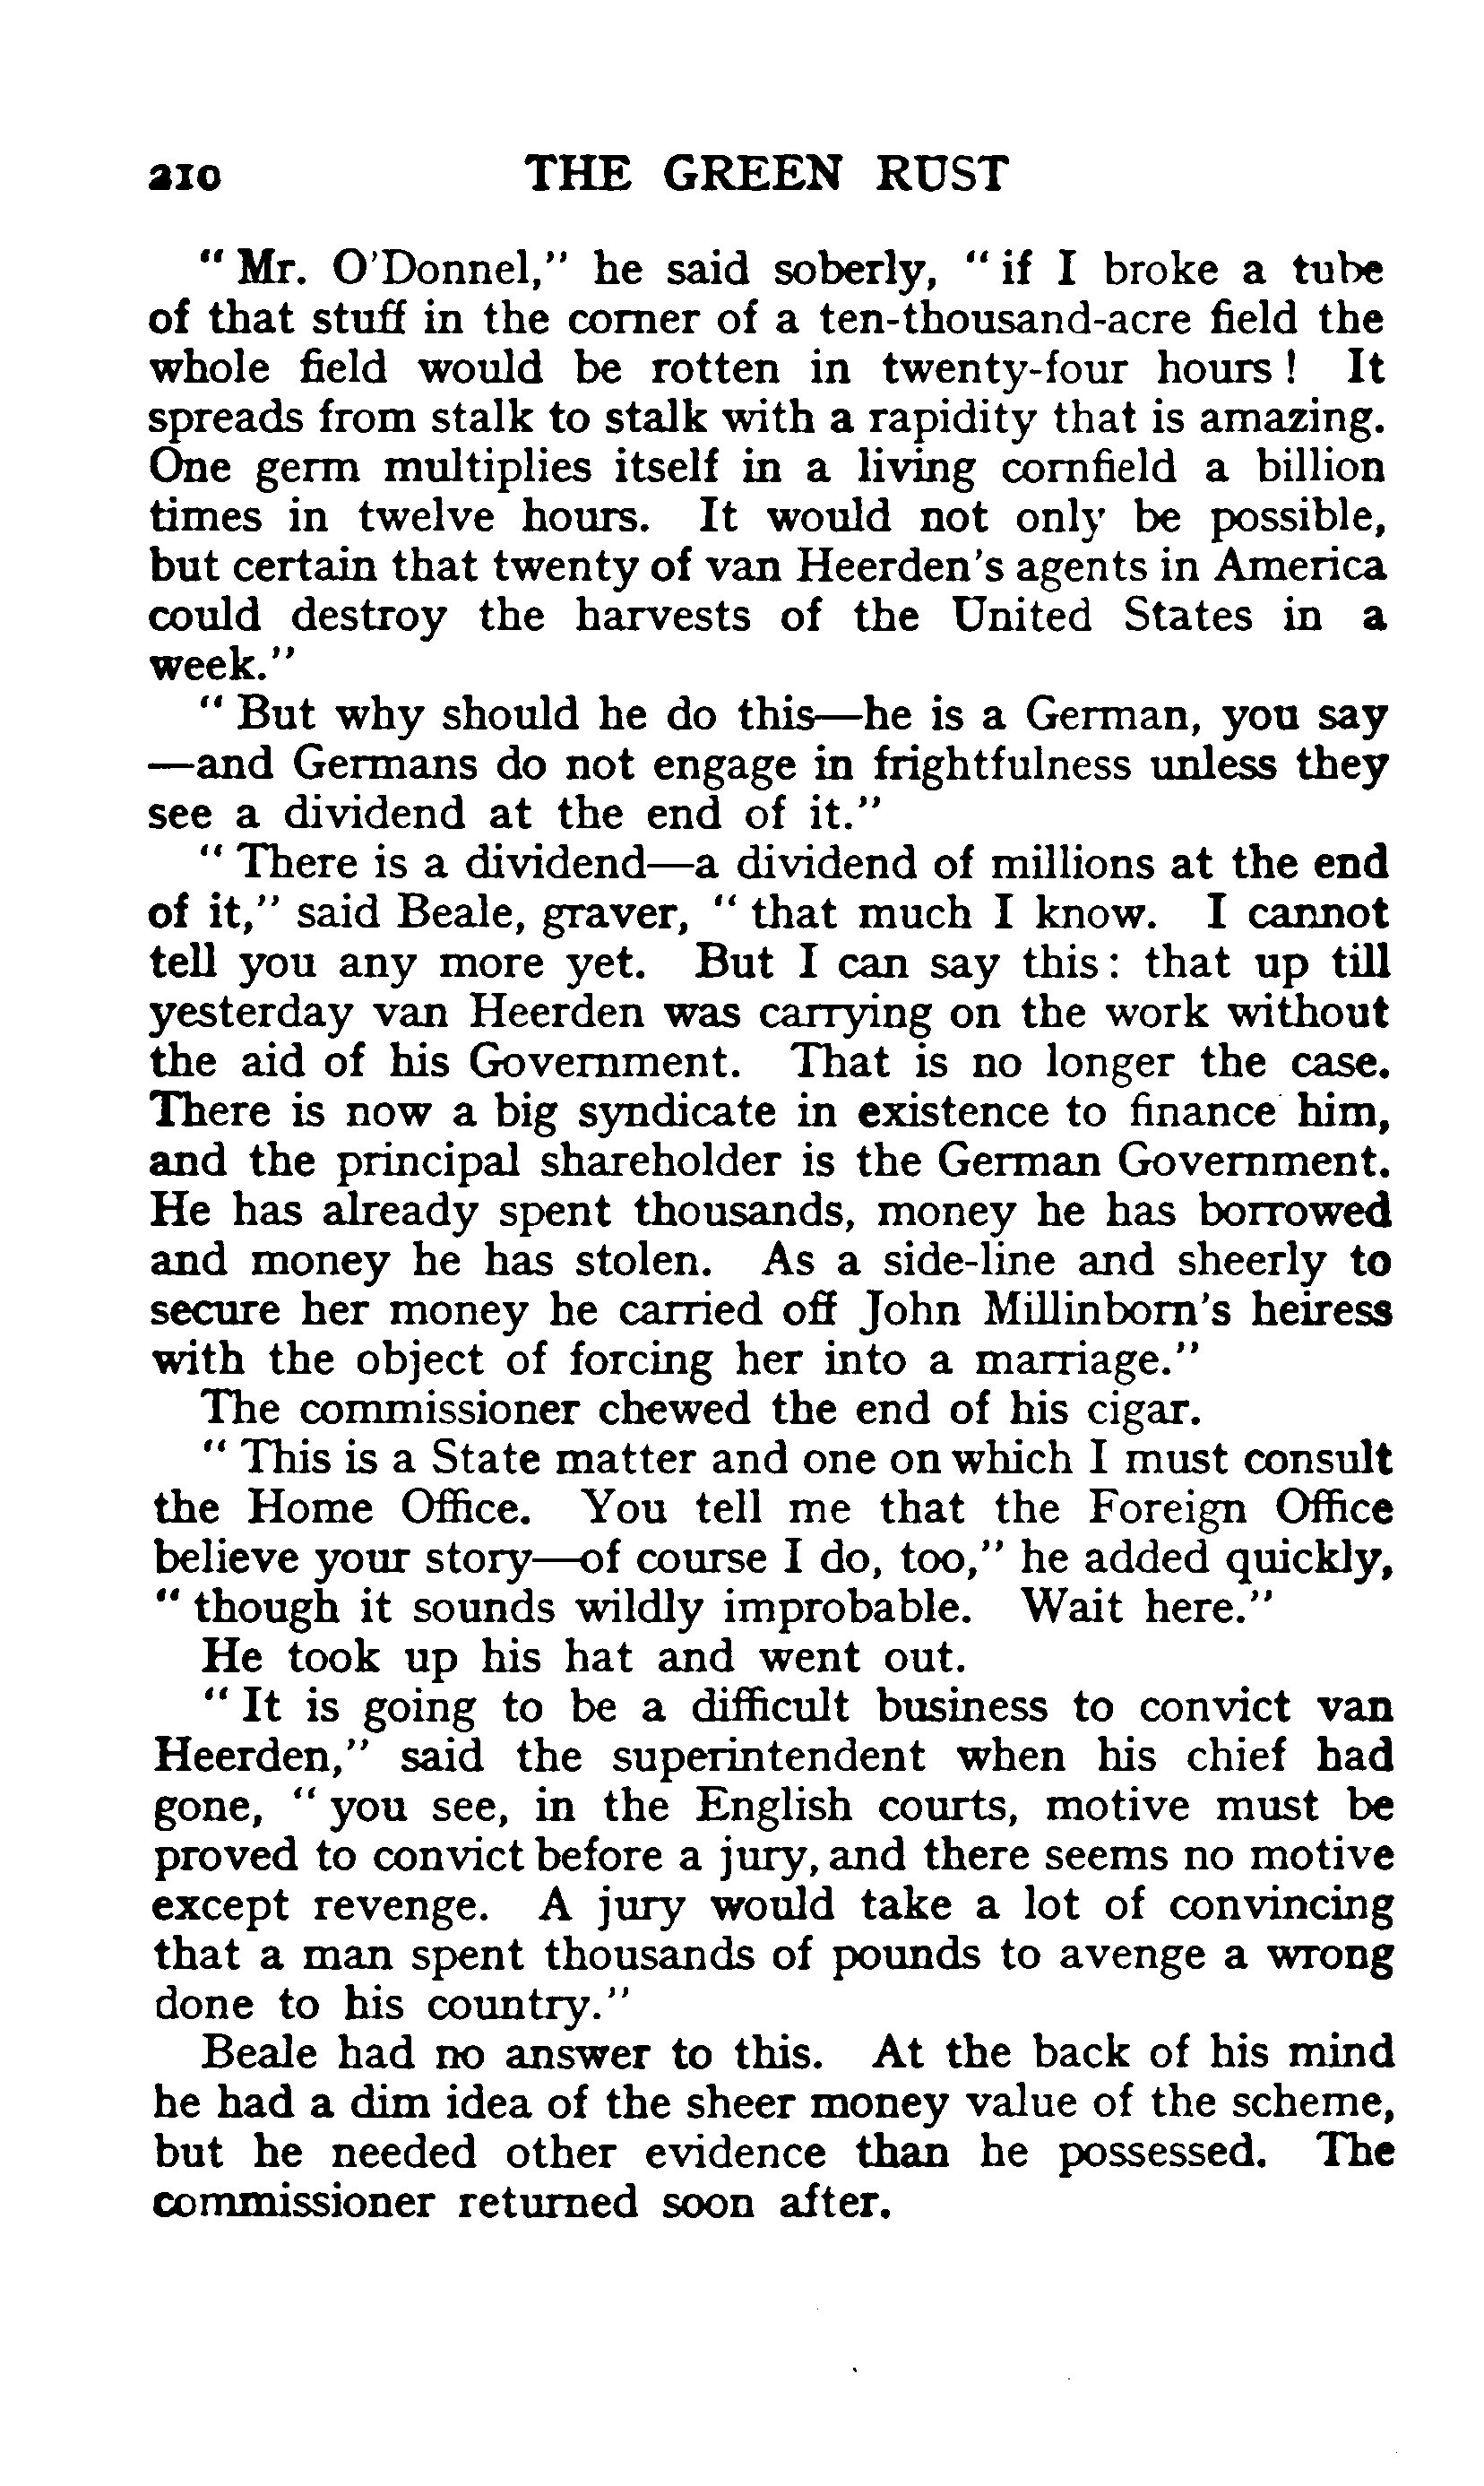 210 THE GREEN RUST
" Mr. O'Donnel," he said soberly, " if I broke a tube
of that stuff in the corner of a ten-thousand-acre field the
whole field would be rotten in twenty-four hours ! It
spreads from stalk to stalk with a rapidity that is amazing.
One germ multiplies itself in a living cornfield a billion
times in twelve hours. It would not only be possible,
but certain that twenty of van Heerden's agents in America
could destroy the harvests of the United States in a
week."
" But why should he do this—he is a German, you say
—and Germans do not engage in frightfulness unless they
see a dividend at the end of it."
" There is a dividend—a dividend of millions at the end
of it," said Beale, graver, " that much I know. I cannot
tell you any more yet. But I can say this : that up till
yesterday van Heerden was carrying on the work without
the aid of his Government. That is no longer the case.
There is now a big syndicate in existence to finance him,
and the principal shareholder is the German Government.
He has already spent thousands, money he has borrowed
and money he has stolen. As a side-line and sheerly to
secure her money he carried off John Millinborn's heiress
with the object of forcing her into a marriage."
The commissioner chewed the end of his cigar.
" This is a State matter and one on which I must consult
the Home Office. You tell me that the Foreign Office
believe your story—of course I do, too," he added quickly,
" though it sounds wildly improbable. Wait here."
He took up his hat and went out.
" It is going to be a difficult business to convict van
Heerden," said the superintendent when his chief had
gone, " you see, in the English courts, motive must be
proved to convict before a jury, and there seems no motive
except revenge. A jury would take a lot of convincing
that a man spent thousands of pounds to avenge a wrong
done to his country."
Beale had no answer to this. At the back of his mind
he had a dim idea of the sheer money value of the scheme,
but he needed other evidence than he possessed. The
commissioner returned soon after.